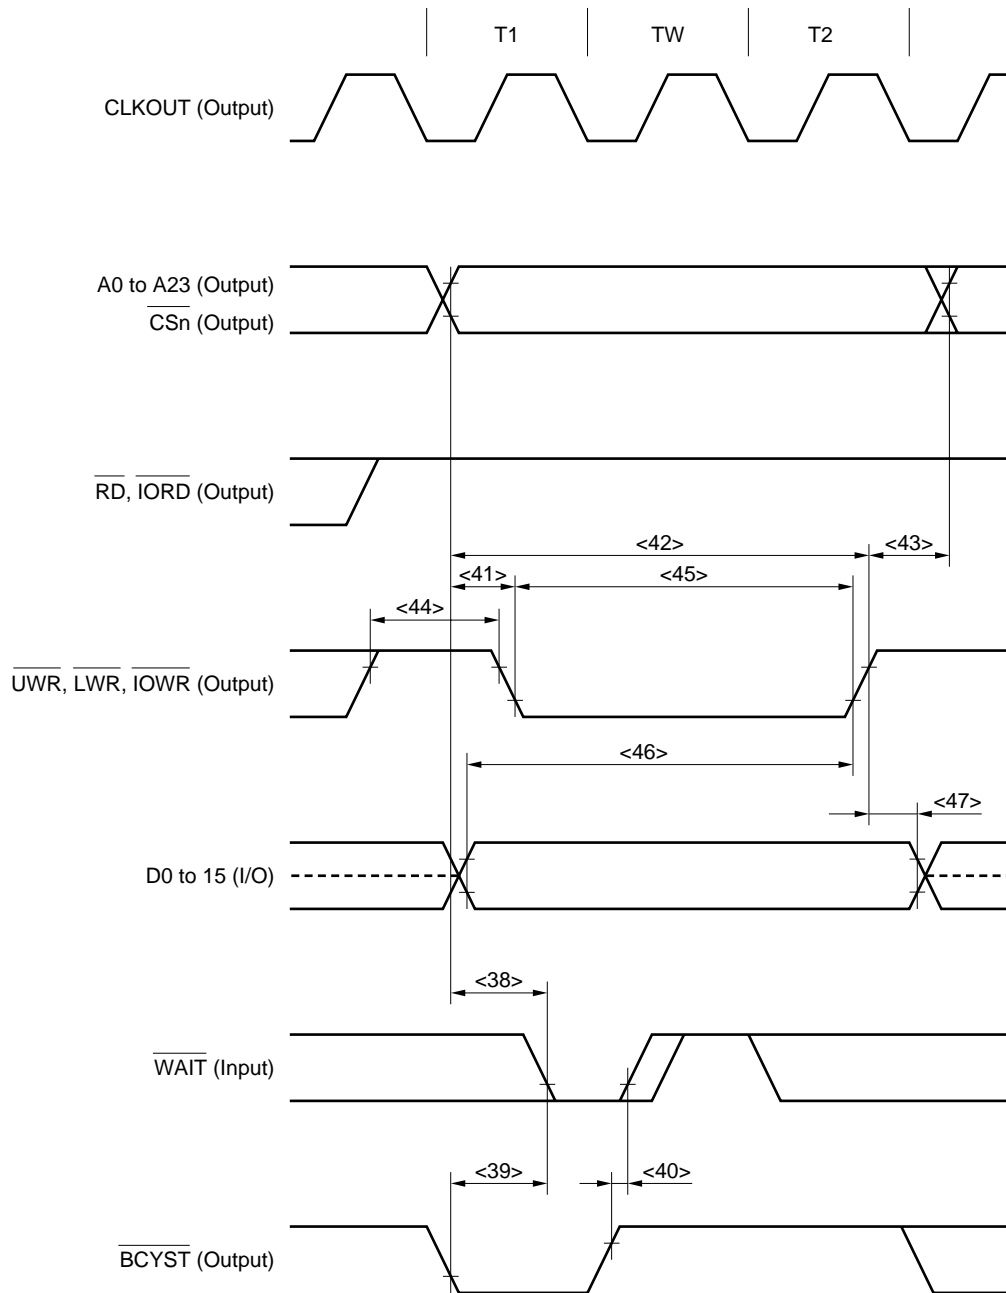 T1 TW T2
CLKOUT (Output)
A0 to A23 (Output)
CSn (Output)
RD, IORD (Output)
<42> <43>
<41> <45>
<44>
UWR, LWR, IOWR (Output)
<46>
<47>
D0 to 15 (I/O)
<38>
WAIT (Input)
<39> <40>
BCYST (Output)